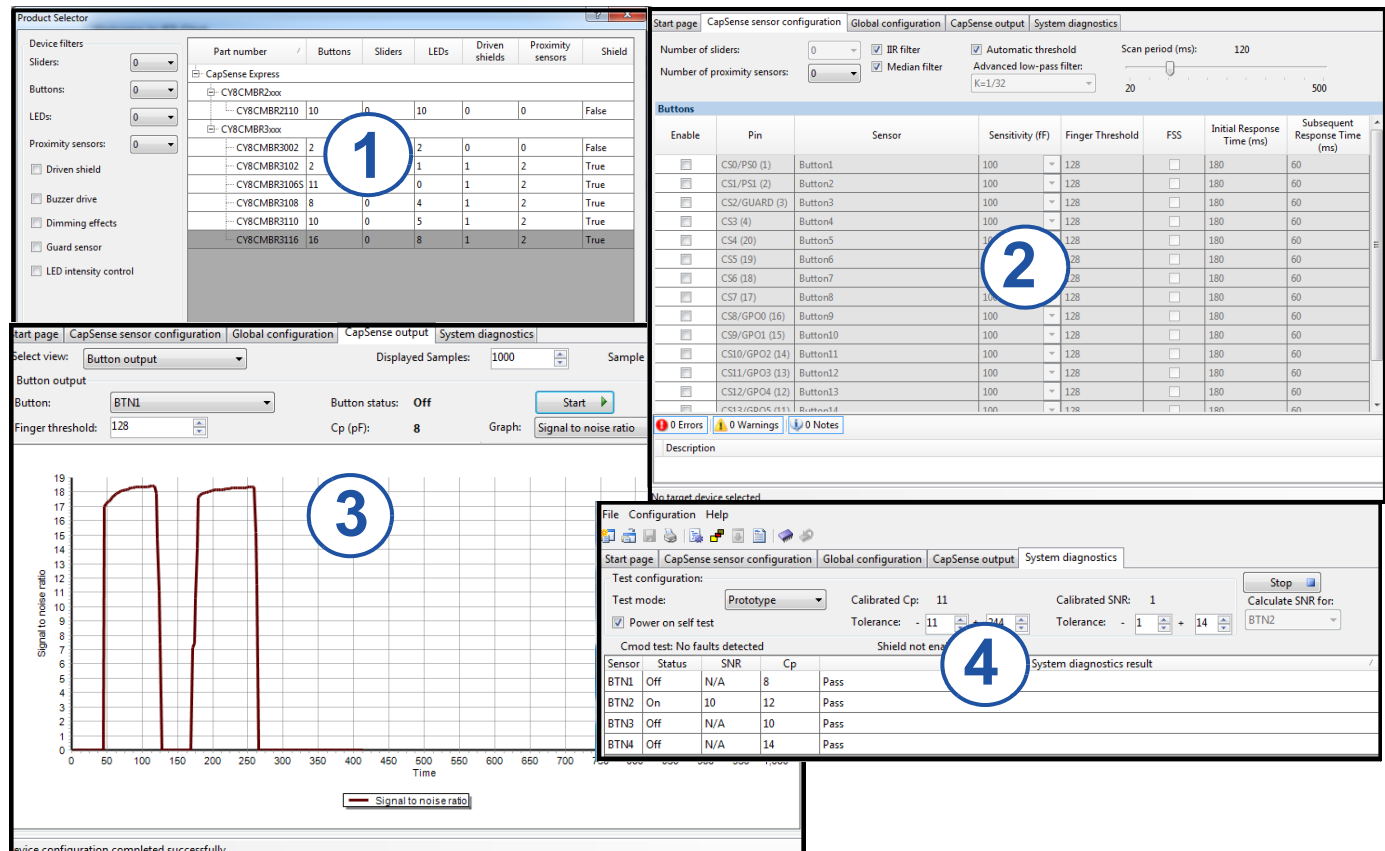 Product Selector
Device filters
Sliders: 0
Buttons: 0
LEDs: 0
Proximity sensors: 0
Driven shield
Buzzer drive
Dimming effects
Guard sensor
LED intensity control
Part number Buttons Sliders LEDs Driven shields Proximity sensors Shield
CapSense Express
CY8CMBR2xxx
CY8CMBR2110 10 0 10 0 0 False
CY8CMBR3xxx
CY8CMBR3002 2 2 0 0 False
CY8CMBR3102 2 1 1 2 True
CY8CMBR3106S 11 0 1 2 True
CY8CMBR3108 8 0 4 1 2 True
CY8CMBR3110 10 0 5 1 2 True
CY8CMBR3116 16 0 8 1 2 True
1
Start page CapSense sensor configuration Global configuration CapSense output System diagnostics
Number of sliders: 0 IIR filter Automatic threshold Scan period (ms): 120
Number of proximity sensors: 0 Median filter Advanced low-pass filter:
K=1/32 20 500
Buttons
Enable Pin Sensor Sensitivity (fF) Finger Threshold FSS Initial Response Time (ms) Subsequent Response Time (ms)
CS0/PS0 (1) Button1 100 128 180 60
CS1/PS1 (2) Button2 100 128 180 60
CS2/GUARD (3) Button3 100 128 180 60
CS3 (4) Button4 100 128 180 60
CS4 (20) Button5 128 180 60
CS5 (19) Button6 180 60
CS6 (18) Button7 128 180 60
CS7 (17) Button8 128 180 60
CS8/GPO0 (16) Button9 100 128 180 60
CS9/GPO1 (15) Button10 100 128 180 60
CS10/GPO2 (14) Button11 100 128 180 60
CS11/GPO3 (13) Button12 100 128 180 60
CS12/GPO4 (12) Button13 100 128 180 60
CS13/GPO5 (11) Button14 100 128 180 60
2
0 Errors 0 Warnings 0 Notes
Description
No target device selected
page CapSense sensor configuration Global configuration CapSense output System diagnostics
Select view: Button output Displayed Samples: 1000 Sample
Button output
Button: BTN1 Button status: Off Start
Finger threshold: 128 Cp (pF): 8 Graph: Signal to noise ratio
Signal to noise ratio
19
18
17
16
15
14
13
12
11
10
9
8
7
6
5
4
3
2
1
0
0 50 100 150 200 250 300 350 400 450 500 550 600 650 700
Time
Signal to noise ratio
3
configuration completed successfully
File Configuration Help
Start page CapSense sensor configuration Global configuration CapSense output System diagnostics
Test configuration: Stop
Test mode: Prototype Calibrated Cp: 11 Calibrated SNR: 1 Calculate SNR for:
Power on self test Tolerance: - 11 + 244 Tolerance: - 1 + 14 BTN2
Cmod test: No faults detected Shield not
Sensor Status SNR Cp System diagnostics result
BTN1 Off N/A 8 Pass
BTN2 On 10 12 Pass
BTN3 Off N/A 10 Pass
BTN4 Off N/A 14 Pass
4